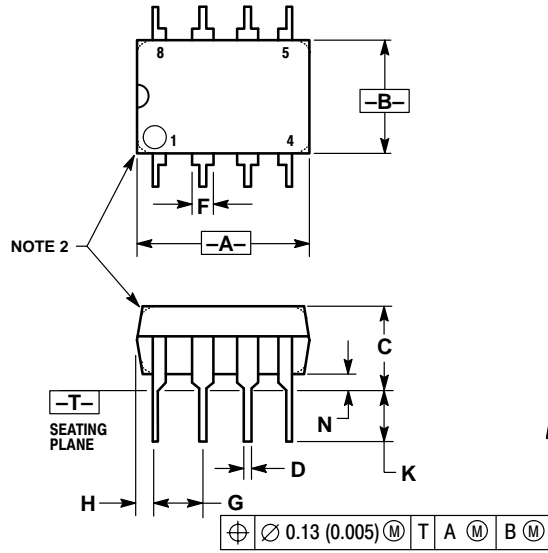 8 5
–B–
1 4
F
–A–
NOTE 2
C
–T–
SEATING
PLANE
N
D
K
H G
⌖ ∅ 0.13 (0.005) Ⓜ T A Ⓜ B Ⓜ